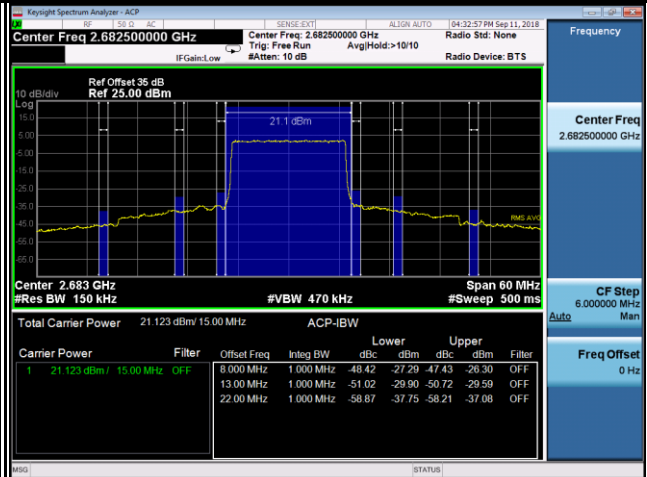 Keysight Spectrum Analyzer - ACP
RF 50 Ω AC SENSE:EXT ALIGN AUTO 04:32:57 PM Sep 11, 2018
Center Freq 2.682500000 GHz
IFGain:Low
Center Freq: 2.682500000 GHz
Trig: Free Run Avg|Hold:>10/10
#Atten: 10 dB
Radio Std: None
Radio Device: BTS
Ref Offset 35 dB
10 dB/div Ref 25.00 dBm
Log
15.0
5.00
-5.00
-15.0
-25.0
-35.0
-45.0
-55.0
-65.0
21.1 dBm
RMS AVG
Center 2.683 GHz Span 60 MHz
#Res BW 150 kHz #VBW 470 kHz #Sweep 500 ms
Total Carrier Power 21.123 dBm/ 15.00 MHz ACP-IBW
Lower Upper
Carrier Power Filter Offset Freq Integ BW dBc dBm dBc dBm Filter
1 21.123 dBm / 15.00 MHz OFF 8.000 MHz 1.000 MHz -48.42 -27.29 -47.43 -26.30 OFF
13.00 MHz 1.000 MHz -51.02 -29.90 -50.72 -29.59 OFF
22.00 MHz 1.000 MHz -58.87 -37.75 -58.21 -37.08 OFF
MSG STATUS
Frequency
Center Freq
2.682500000 GHz
CF Step
6.000000 MHz
Auto Man
Freq Offset
0 Hz